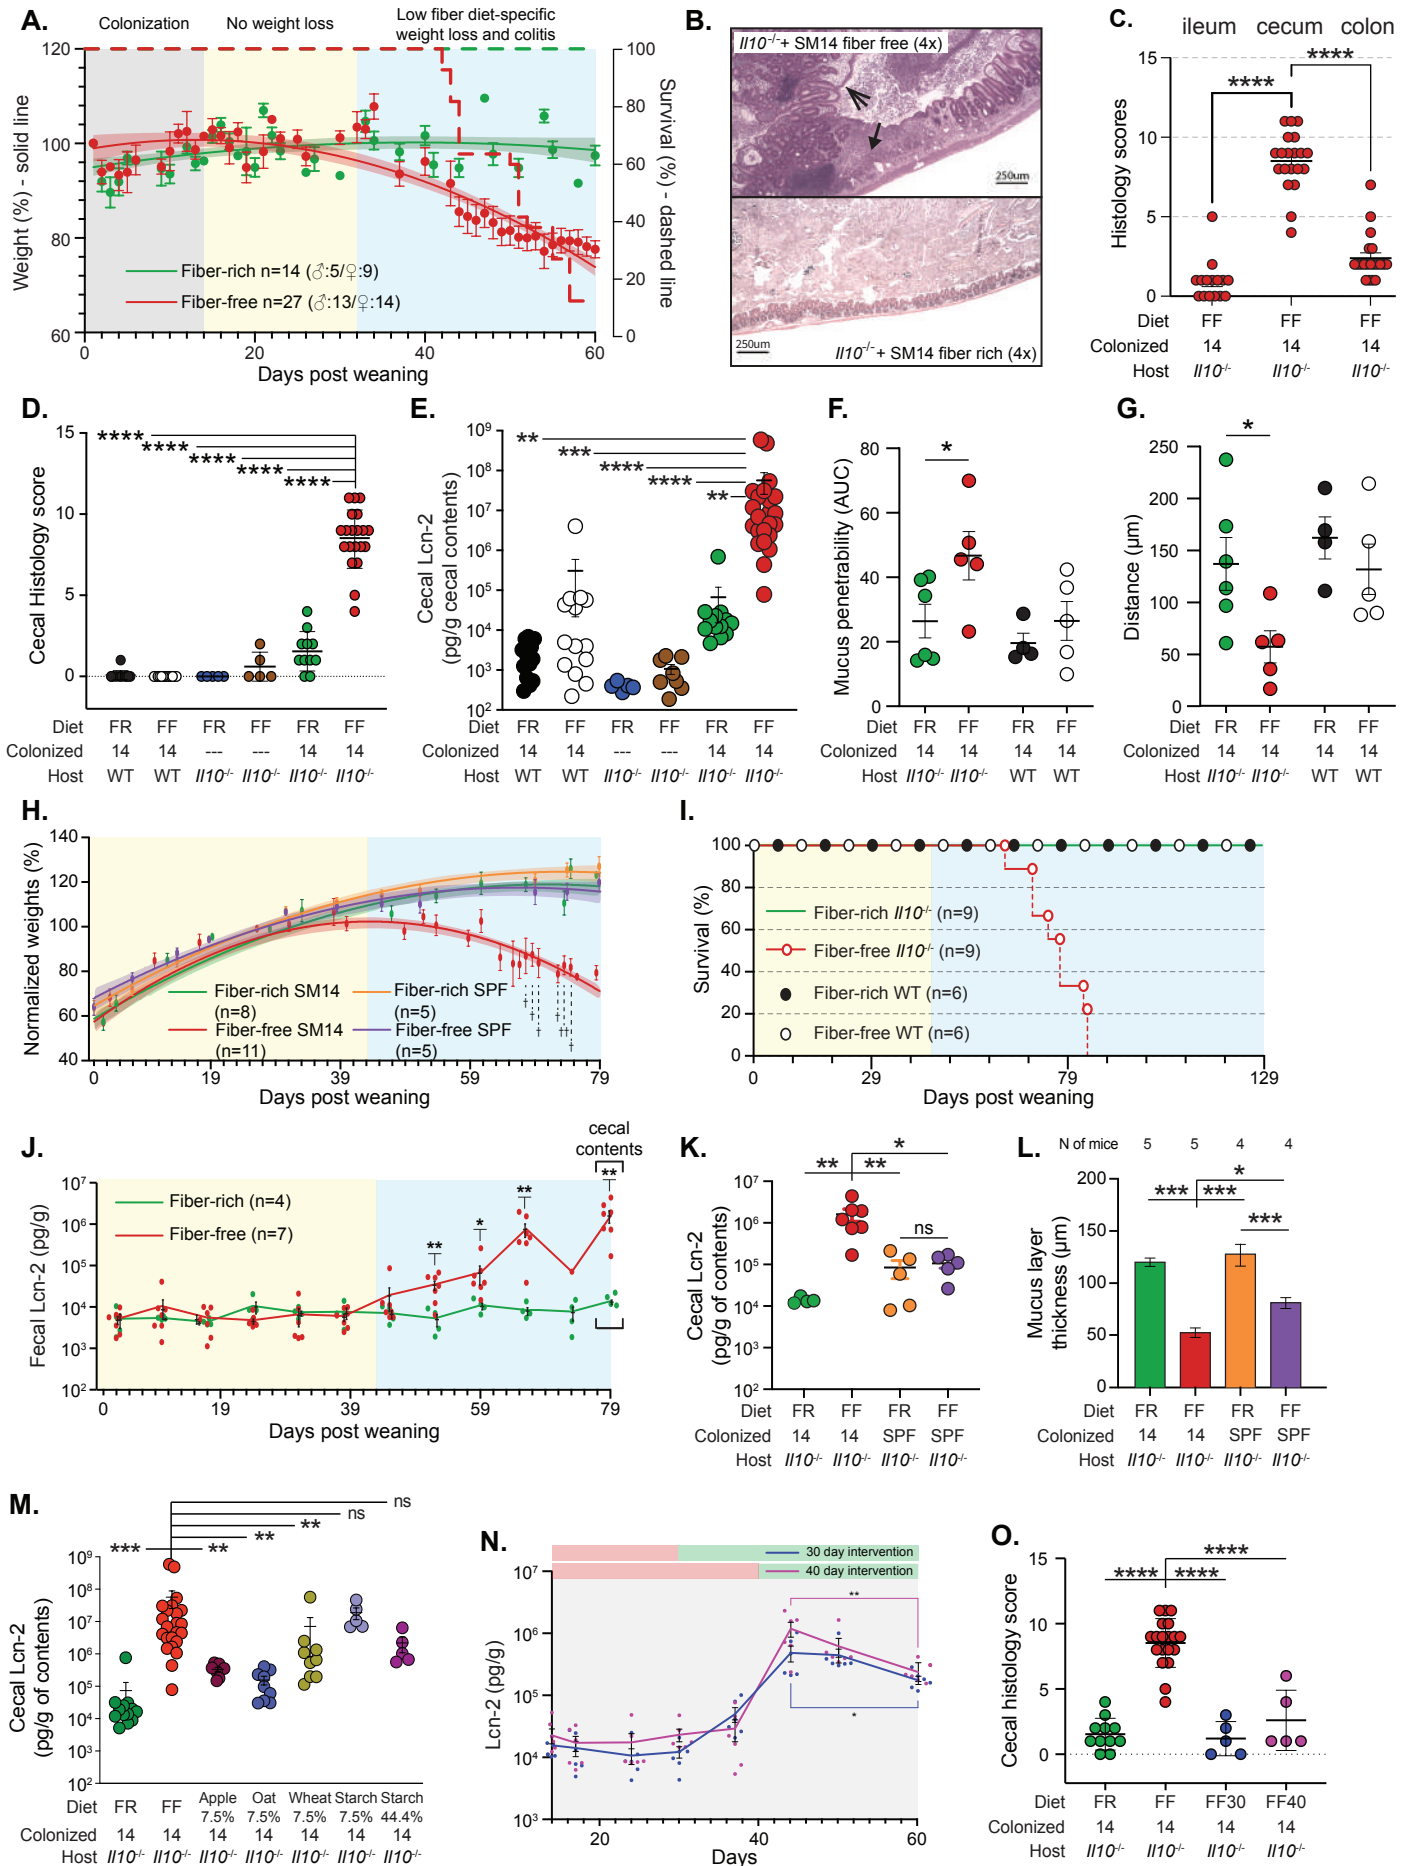 A.
Colonization
No weight loss
Low fiber diet-specific
weight loss and colitis
120
100
80
60
Weight (%) - solid line
100
80
60
40
20
0
Survival (%) - dashed line
Fiber-rich n=14 (♂:5/♀:9)
Fiber-free n=27 (♂:13/♀:14)
0 20 40 60
Days post weaning
B.
Il10-/-+ SM14 fiber free (4x)
250um
250um
Il10-/-+ SM14 fiber rich (4x)
C.
ileum cecum colon
15
10
5
0
Histology scores
**** ****
Diet FF FF FF
Colonized 14 14 14
Host Il10-/- Il10-/- Il10-/-
D.
15
10
5
0
Cecal Histology score
****
****
****
****
****
Diet FR FF FR FF FR FF
Colonized 14 14 --- --- 14 14
Host WT WT Il10-/- Il10-/- Il10-/- Il10-/-
E.
10⁹
10⁸
10⁷
10⁶
10⁵
10⁴
10³
10²
Cecal Lcn-2
(pg/g cecal contents)
**
***
****
****
**
Diet FR FF FR FF FR FF
Colonized 14 14 --- --- 14 14
Host WT WT Il10-/- Il10-/- Il10-/- Il10-/-
F.
80
60
40
20
0
Mucus penetrability (AUC)
*
Diet FR FF FR FF
Colonized 14 14 14 14
Host Il10-/- Il10-/- WT WT
G.
250
200
150
100
50
0
Distance (µm)
*
Diet FR FF FR FF
Colonized 14 14 14 14
Host Il10-/- Il10-/- WT WT
H.
140
120
100
80
60
40
Normalized weights (%)
Fiber-rich SM14
(n=8)
Fiber-rich SPF
(n=5)
Fiber-free SM14
(n=11)
Fiber-free SPF
(n=5)
† † † † †† †
0 19 39 59 79
Days post weaning
I.
100
80
60
40
20
0
Survival (%)
Fiber-rich Il10-/- (n=9)
Fiber-free Il10-/- (n=9)
Fiber-rich WT (n=6)
Fiber-free WT (n=6)
0 29 79 129
Days post weaning
J.
cecal
contents
10⁷
10⁶
10⁵
10⁴
10³
10²
Fecal Lcn-2 (pg/g)
Fiber-rich (n=4)
Fiber-free (n=7)
** * ** **
0 19 39 59 79
Days post weaning
K.
10⁷
10⁶
10⁵
10⁴
10³
10²
Cecal Lcn-2
(pg/g of contents)
*
** **
ns
Diet FR FF FR FF
Colonized 14 14 SPF SPF
Host Il10-/- Il10-/- Il10-/- Il10-/-
L.
N of mice 5 5 4 4
200
150
100
50
0
Mucus layer
thickness (µm)
*
*** ***
***
Diet FR FF FR FF
Colonized 14 14 SPF SPF
Host Il10-/- Il10-/- Il10-/- Il10-/-
M.
ns
ns
**
**
*** **
10⁹
10⁸
10⁷
10⁶
10⁵
10⁴
10³
10²
Cecal Lcn-2
(pg/g of contents)
Diet FR FF Apple 7.5% Oat 7.5% Wheat 7.5% Starch 7.5% Starch 44.4%
Colonized 14 14 14 14 14 14 14
Host Il10-/- Il10-/- Il10-/- Il10-/- Il10-/- Il10-/- Il10-/-
N.
30 day intervention
40 day intervention
10⁷
10⁶
10⁵
10⁴
10³
Lcn-2 (pg/g)
**
*
20 40 60
Days
O.
15
10
5
0
Cecal histology score
****
**** ****
Diet FR FF FF30 FF40
Colonized 14 14 14 14
Host Il10-/- Il10-/- Il10-/- Il10-/-